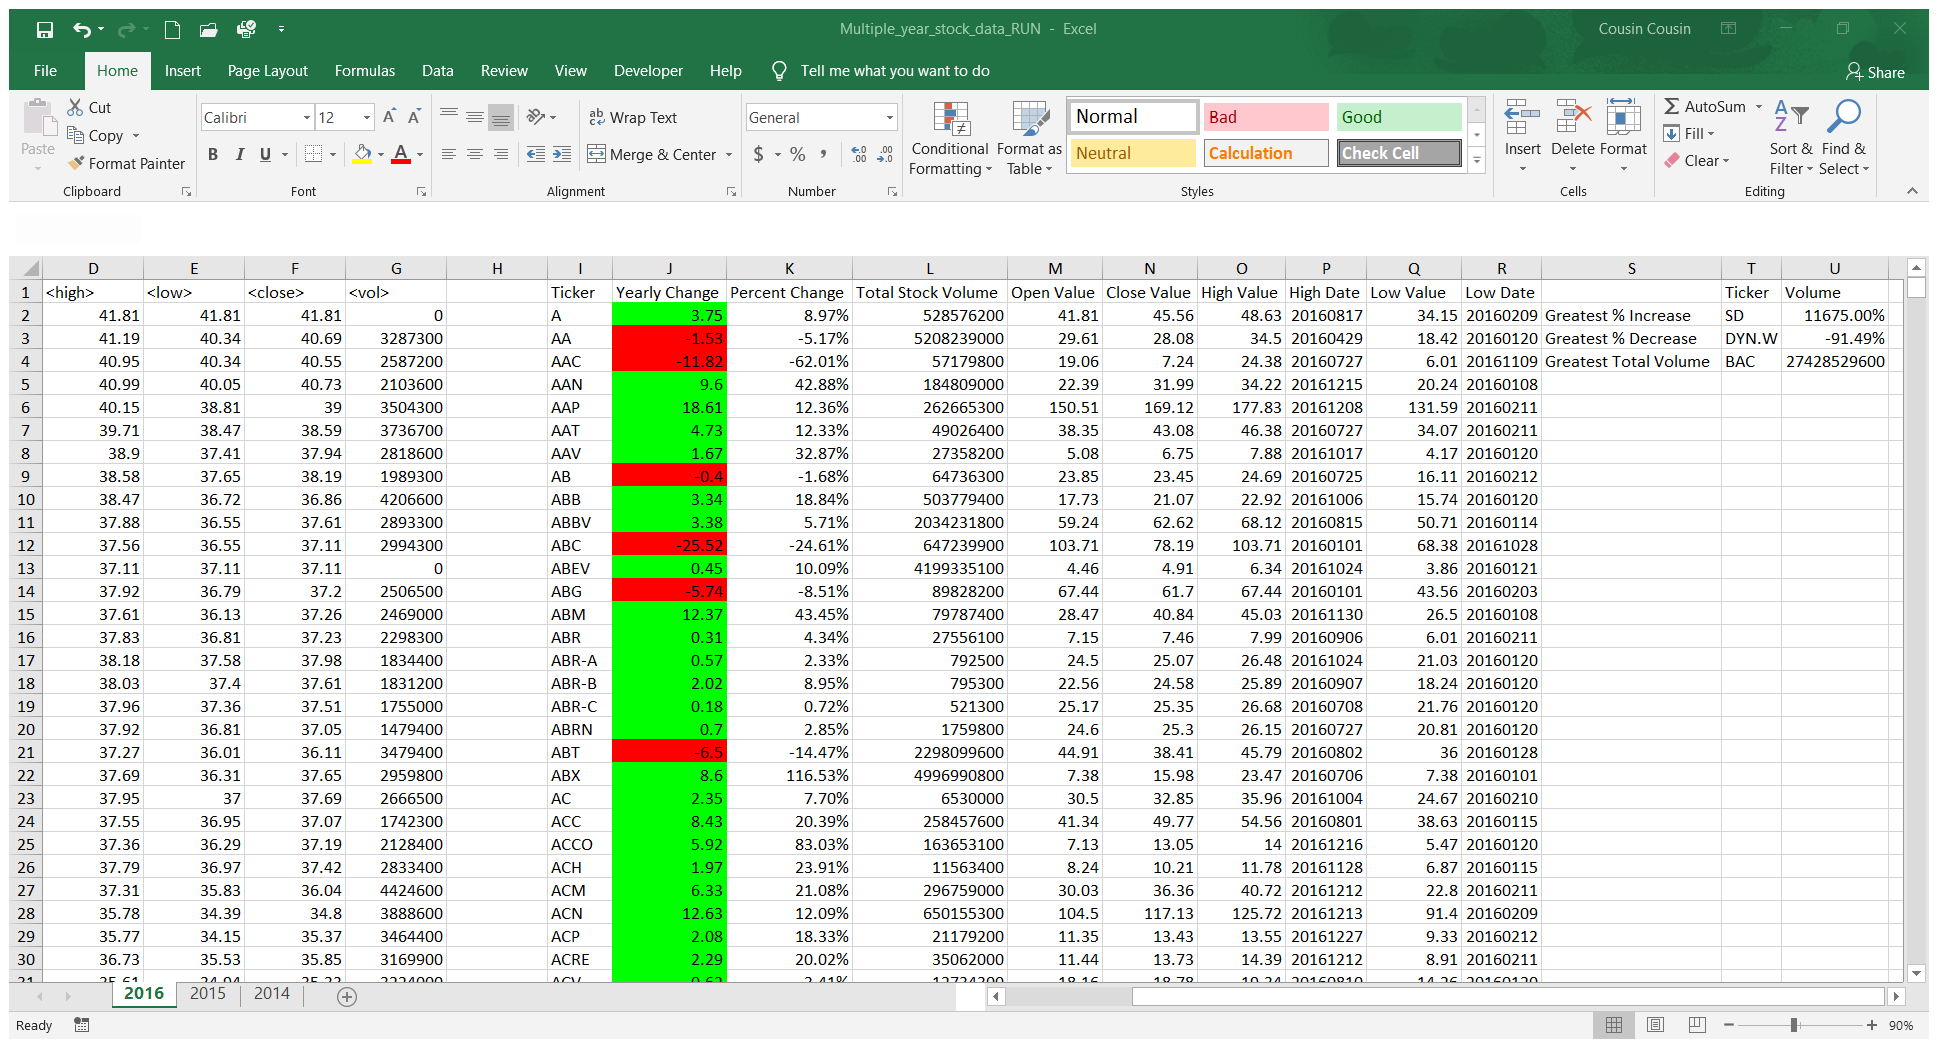 Multiple_year_stock_data_RUN - Excel Cousin Cousin
File Home Insert Page Layout Formulas Data Review View Developer Help Tell me what you want to do Share
Paste Cut Copy Format Painter
Calibri 12
B I U
ab c Wrap Text
Merge & Center
General
$ % ,
Conditional Formatting Format as Table
Normal Bad Good
Neutral Calculation Check Cell
Insert Delete Format
AutoSum Fill Clear
Sort & Filter Find & Select
Clipboard Font Alignment Number Styles Cells Editing
D E F G H I J K L M N O P Q R S T U
1 <high> <low> <close> <vol> Ticker Yearly Change Percent Change Total Stock Volume Open Value Close Value High Value High Date Low Value Low Date Ticker Volume
2 41.81 41.81 41.81 0 A 3.75 8.97% 528576200 41.81 45.56 48.63 20160817 34.15 20160209 Greatest % Increase SD 11675.00%
3 41.19 40.34 40.69 3287300 AA -1.53 -5.17% 5208239000 29.61 28.08 34.5 20160429 18.42 20160120 Greatest % Decrease DYN.W -91.49%
4 40.95 40.34 40.55 2587200 AAC -11.82 -62.01% 57179800 19.06 7.24 24.38 20160727 6.01 20161109 Greatest Total Volume BAC 27428529600
5 40.99 40.05 40.73 2103600 AAN 9.6 42.88% 184809000 22.39 31.99 34.22 20161215 20.24 20160108
6 40.15 38.81 39 3504300 AAP 18.61 12.36% 262665300 150.51 169.12 177.83 20161208 131.59 20160211
7 39.71 38.47 38.59 3736700 AAT 4.73 12.33% 49026400 38.35 43.08 46.38 20160727 34.07 20160211
8 38.9 37.41 37.94 2818600 AAV 1.67 32.87% 27358200 5.08 6.75 7.88 20161017 4.17 20160120
9 38.58 37.65 38.19 1989300 AB -0.4 -1.68% 64736300 23.85 23.45 24.69 20160725 16.11 20160212
10 38.47 36.72 36.86 4206600 ABB 3.34 18.84% 503779400 17.73 21.07 22.92 20161006 15.74 20160120
11 37.88 36.55 37.61 2893300 ABBV 3.38 5.71% 2034231800 59.24 62.62 68.12 20160815 50.71 20160114
12 37.56 36.55 37.11 2994300 ABC -25.52 -24.61% 647239900 103.71 78.19 103.71 20160101 68.38 20161028
13 37.11 37.11 37.11 0 ABEV 0.45 10.09% 4199335100 4.46 4.91 6.34 20161024 3.86 20160121
14 37.92 36.79 37.2 2506500 ABG -5.74 -8.51% 89828200 67.44 61.7 67.44 20160101 43.56 20160203
15 37.61 36.13 37.26 2469000 ABM 12.37 43.45% 79787400 28.47 40.84 45.03 20161130 26.5 20160108
16 37.83 36.81 37.23 2298300 ABR 0.31 4.34% 27556100 7.15 7.46 7.99 20160906 6.01 20160211
17 38.18 37.58 37.98 1834400 ABR-A 0.57 2.33% 792500 24.5 25.07 26.48 20161024 21.03 20160120
18 38.03 37.4 37.61 1831200 ABR-B 2.02 8.95% 795300 22.56 24.58 25.89 20160907 18.24 20160120
19 37.96 37.36 37.51 1755000 ABR-C 0.18 0.72% 521300 25.17 25.35 26.68 20160708 21.76 20160120
20 37.92 36.81 37.05 1479400 ABRN 0.7 2.85% 1759800 24.6 25.3 26.15 20160727 20.81 20160120
21 37.27 36.01 36.11 3479400 ABT -6.5 -14.47% 2298099600 44.91 38.41 45.79 20160802 36 20160128
22 37.69 36.31 37.65 2959800 ABX 8.6 116.53% 4996990800 7.38 15.98 23.47 20160706 7.38 20160101
23 37.95 37 37.69 2666500 AC 2.35 7.70% 6530000 30.5 32.85 35.96 20161004 24.67 20160210
24 37.55 36.95 37.07 1742300 ACC 8.43 20.39% 258457600 41.34 49.77 54.56 20160801 38.63 20160115
25 37.36 36.29 37.19 2128400 ACCO 5.92 83.03% 163653100 7.13 13.05 14 20161216 5.47 20160120
26 37.79 36.97 37.42 2833400 ACH 1.97 23.91% 11563400 8.24 10.21 11.78 20161128 6.87 20160115
27 37.31 35.83 36.04 4424600 ACM 6.33 21.08% 296759000 30.03 36.36 40.72 20161212 22.8 20160211
28 35.78 34.39 34.8 3888600 ACN 12.63 12.09% 650155300 104.5 117.13 125.72 20161213 91.4 20160209
29 35.77 34.15 35.37 3464400 ACP 2.08 18.33% 21179200 11.35 13.43 13.55 20161227 9.33 20160212
30 36.73 35.53 35.85 3169900 ACRE 2.29 20.02% 35062000 11.44 13.73 14.39 20161212 8.91 20160211
2016 2015 2014
Ready 90%